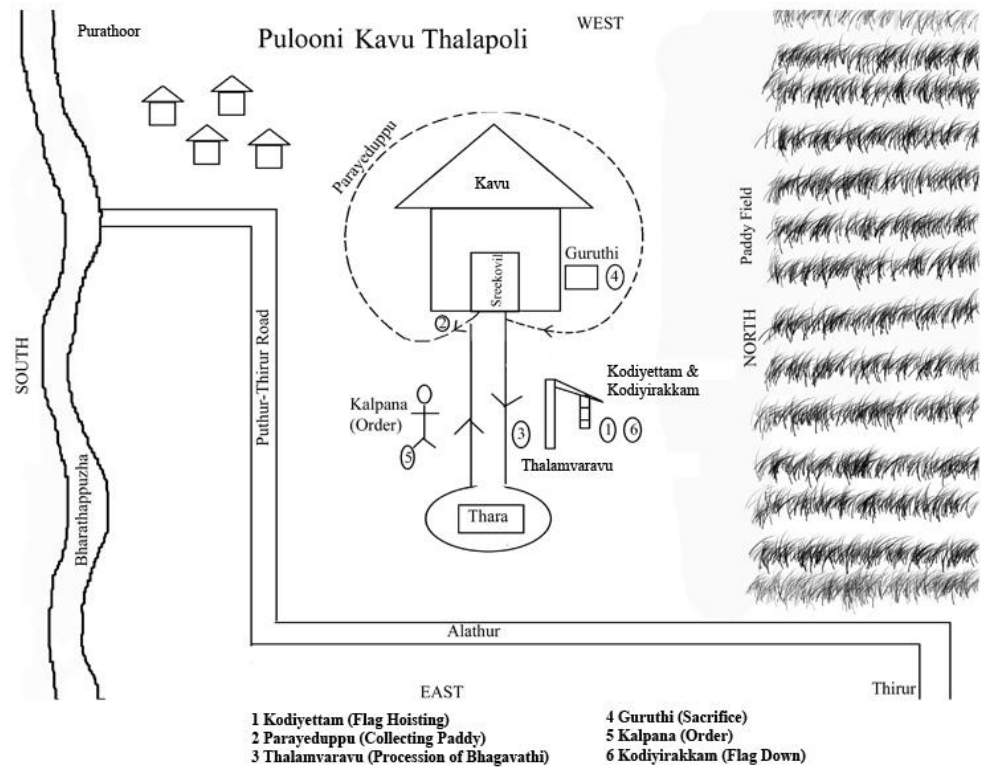 Purathoor
Pulooni Kavu Thalapoli
WEST
Parayeduppu
Kavu
Sreekovil
Guruthi
4
2
Paddy Field
NORTH
SOUTH
Puthur-Thirur Road
Bharathappuzha
Kalpana
(Order)
5
Kodiyettam &
Kodiyirakkam
3
1 6
Thalamvaravu
Thara
Alathur
Thirur
EAST
1 Kodiyettam (Flag Hoisting)
2 Parayeduppu (Collecting Paddy)
3 Thalamvaravu (Procession of Bhagavathi)
4 Guruthi (Sacrifice)
5 Kalpana (Order)
6 Kodiyirakkam (Flag Down)